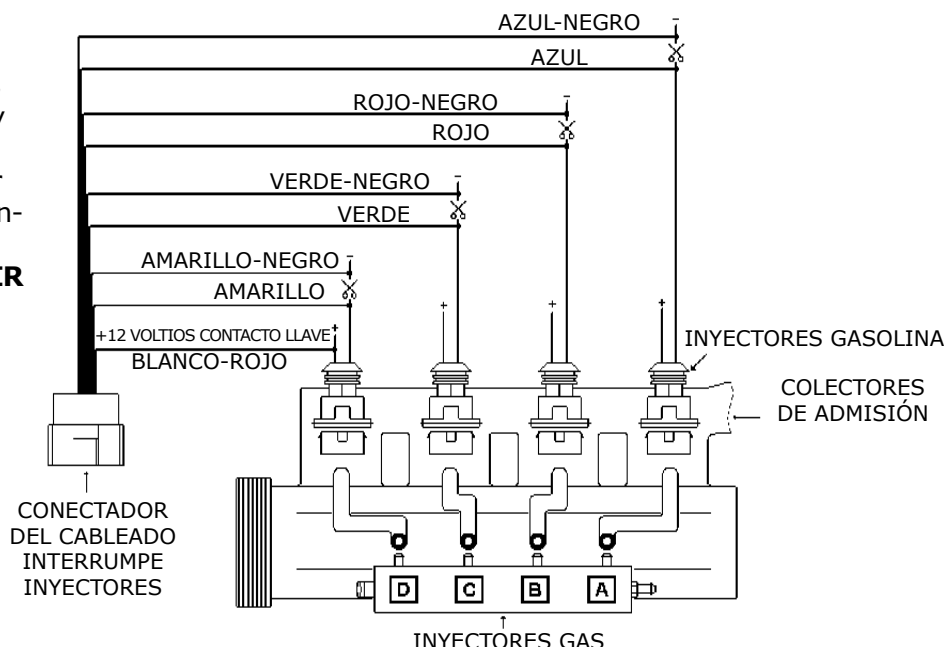 AZUL-NEGRO
AZUL
ROJO-NEGRO
ROJO
VERDE-NEGRO
n-
VERDE
IR
AMARILLO-NEGRO
AMARILLO
+12 VOLTIOS CONTACTO LLAVE
BLANCO-ROJO
INYECTORES GASOLINA
COLECTORES
DE ADMISIÓN
CONECTADOR
DEL CABLEADO
INTERRUMPE
INYECTORES
D C B A
INYECTORES GAS